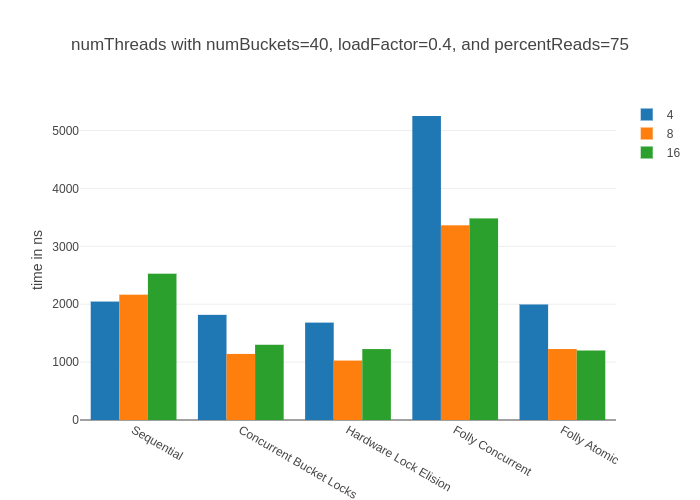 numThreads with numBuckets=40, loadFactor=0.4, and percentReads=75
4
8
16
time in ns
5000
4000
3000
2000
1000
0
Sequential
Concurrent Bucket Locks
Hardware Lock Elision
Folly Concurrent
Folly Atomic